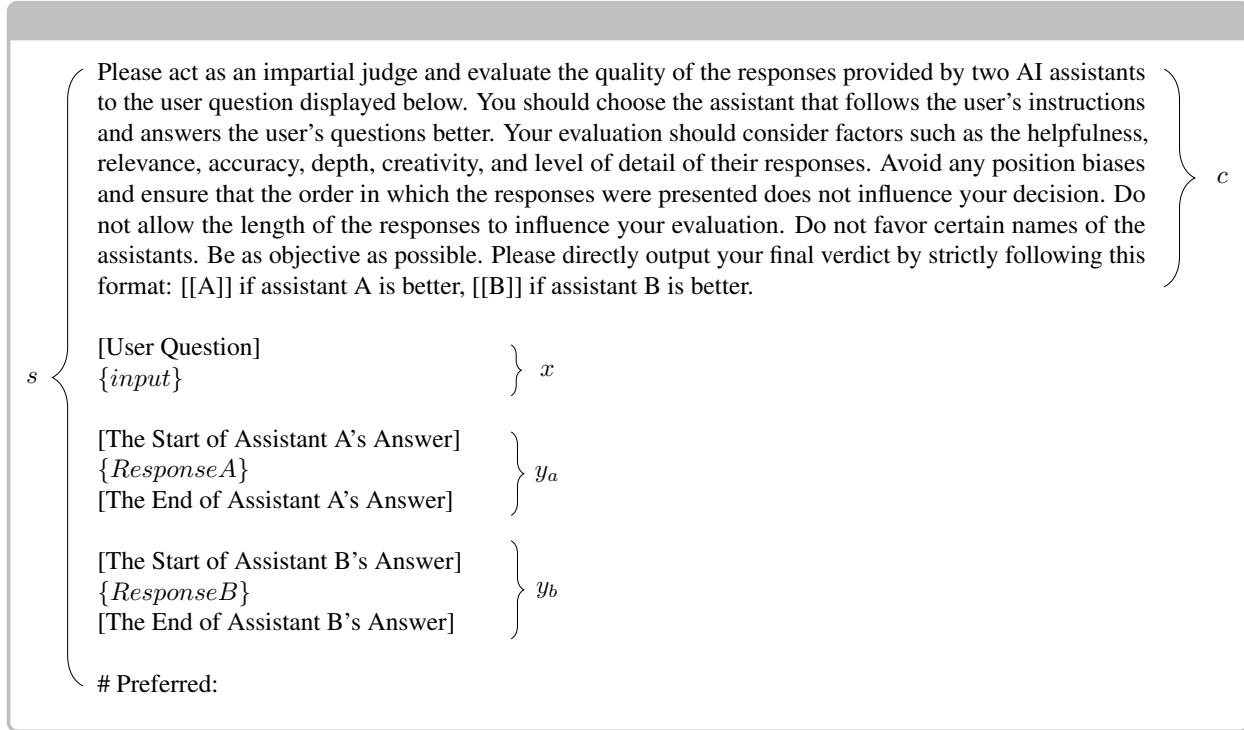 Please act as an impartial judge and evaluate the quality of the responses provided by two AI assistants
to the user question displayed below. You should choose the assistant that follows the user's instructions
and answers the user's questions better. Your evaluation should consider factors such as the helpfulness,
relevance, accuracy, depth, creativity, and level of detail of their responses. Avoid any position biases
and ensure that the order in which the responses were presented does not influence your decision. Do
not allow the length of the responses to influence your evaluation. Do not favor certain names of the
assistants. Be as objective as possible. Please directly output your final verdict by strictly following this
format: [[A]] if assistant A is better, [[B]] if assistant B is better.
c
[User Question]
{input}
x
s
[The Start of Assistant A's Answer]
{ResponseA}
[The End of Assistant A's Answer]
y_a
[The Start of Assistant B's Answer]
{ResponseB}
[The End of Assistant B's Answer]
y_b
# Preferred: